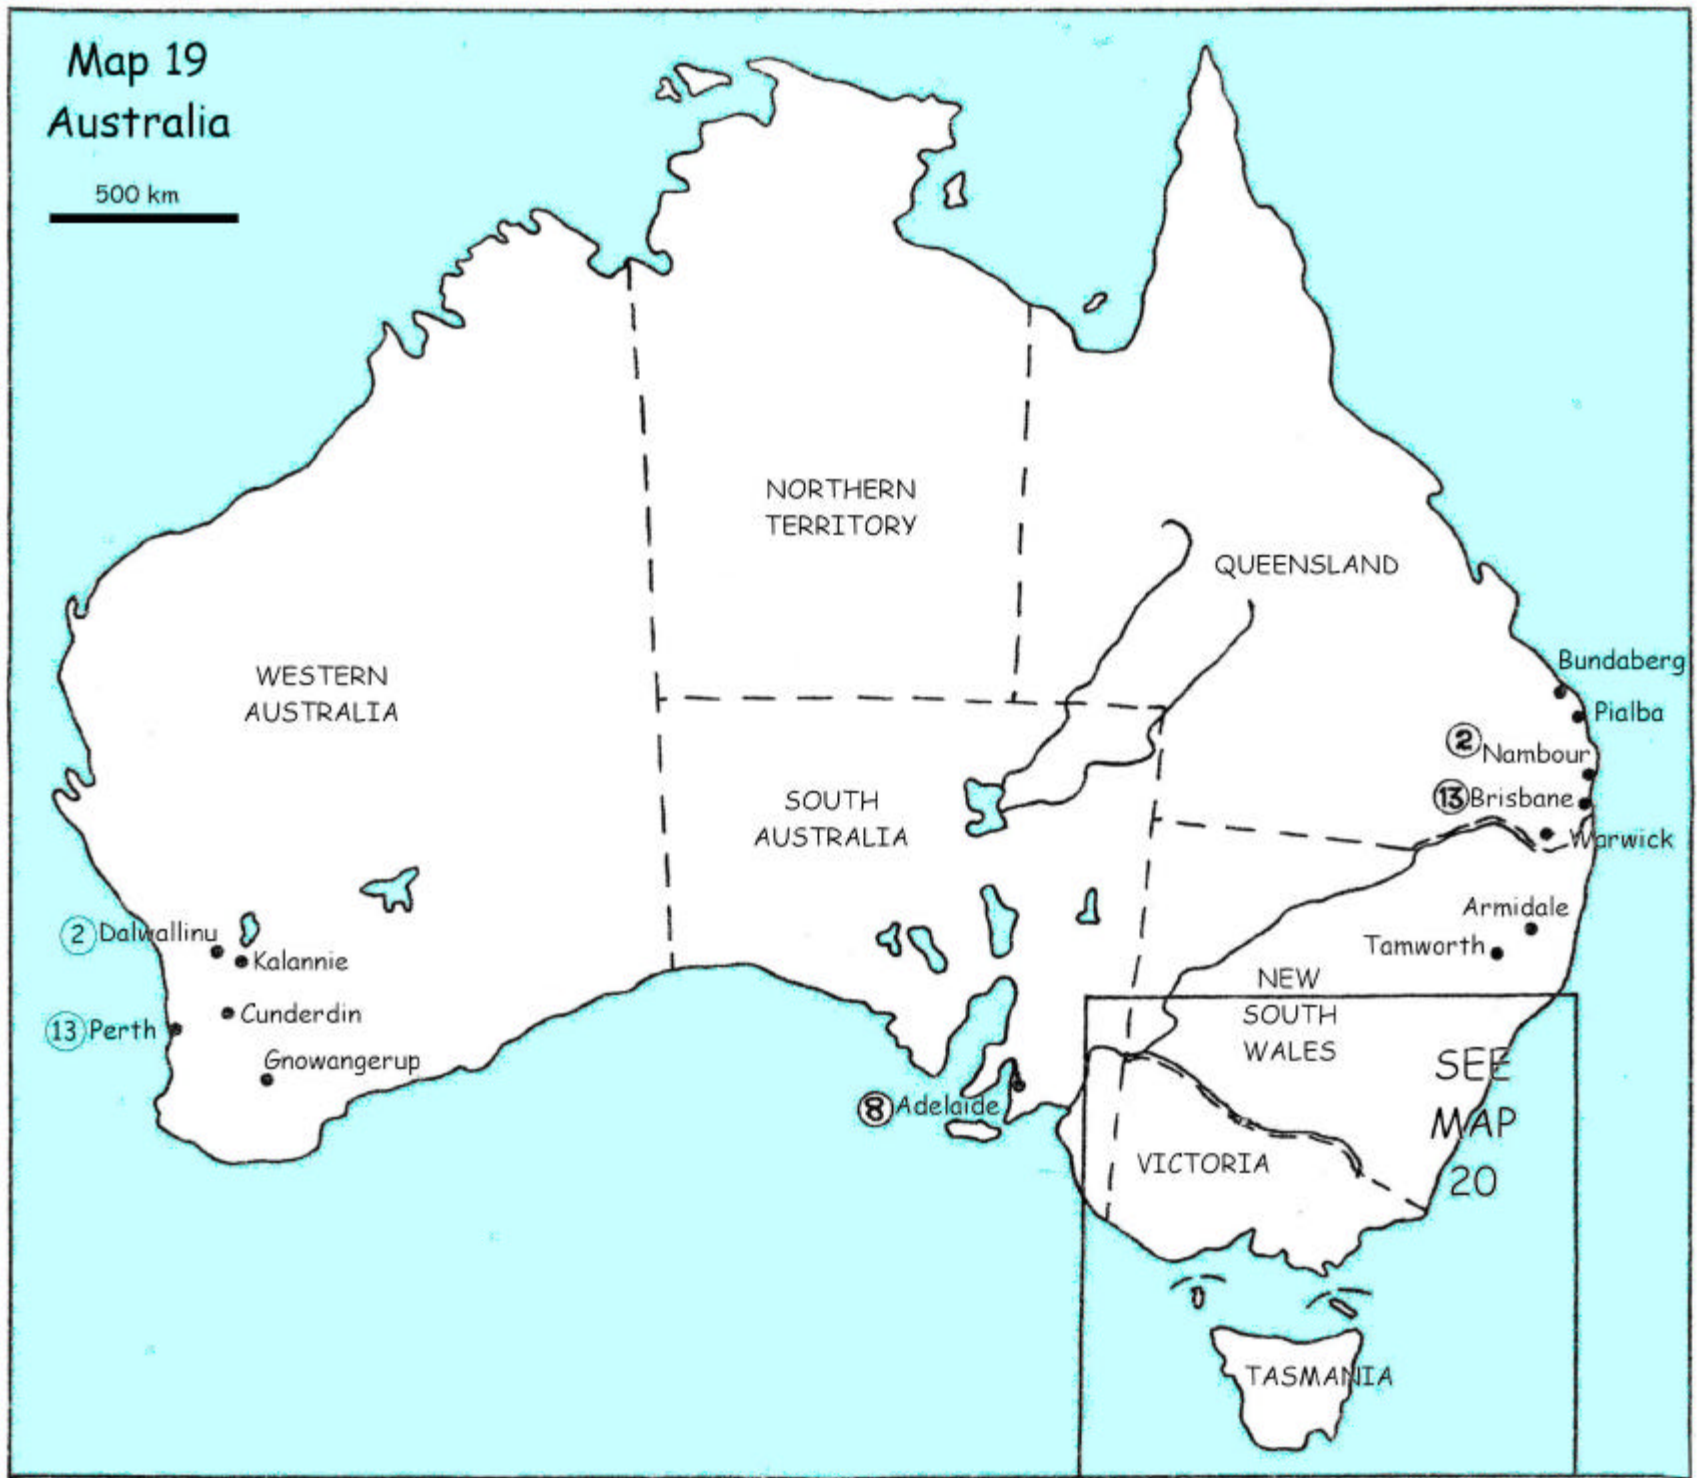 Map 19
Australia
500 km
NORTHERN
TERRITORY
QUEENSLAND
WESTERN
AUSTRALIA
SOUTH
AUSTRALIA
Bundaberg
Pialba
2 Nambour
13 Brisbane
Warwick
Armidale
Tamworth
2 Dalwallinu
Kalannie
Cunderdin
13 Perth
Gnowangerup
8 Adelaide
NEW
SOUTH
WALES
SEE
MAP
20
VICTORIA
TASMANIA